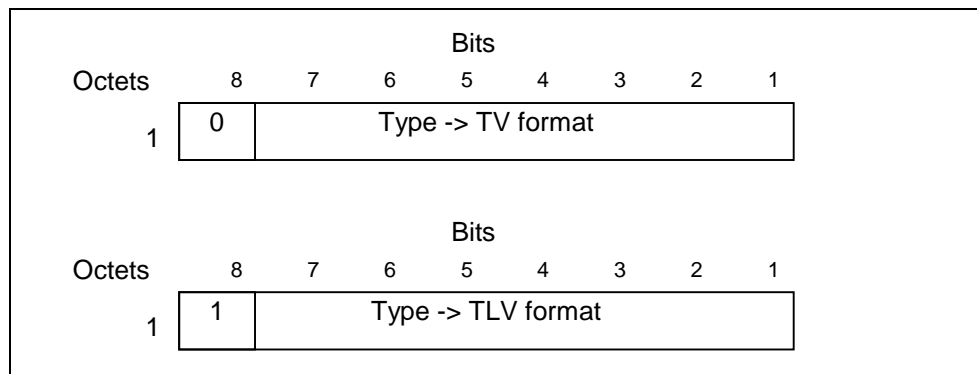 Bits
Octets 8 7 6 5 4 3 2 1
0 Type -> TV format
1
Bits
Octets 8 7 6 5 4 3 2 1
1 Type -> TLV format
1